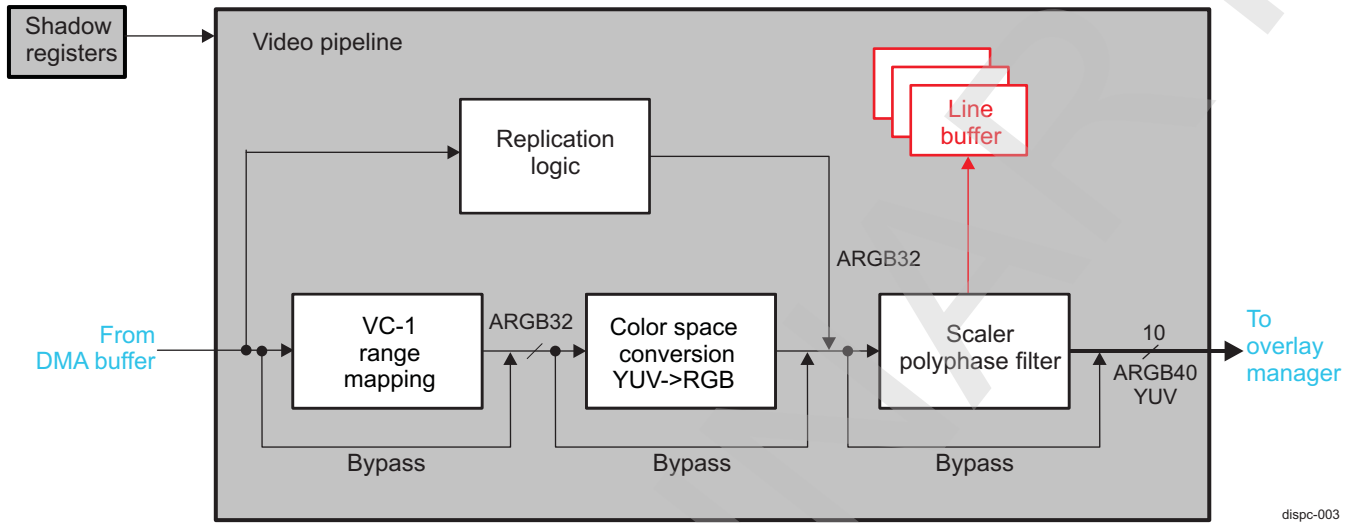 Shadow
registers
Video pipeline
Line
buffer
Replication
logic
ARGB32
From
DMA buffer
VC-1
range
mapping
ARGB32
Color space
conversion
YUV->RGB
Scaler
polyphase filter
10
ARGB40
YUV
To
overlay
manager
Bypass
Bypass
Bypass
dispc-003